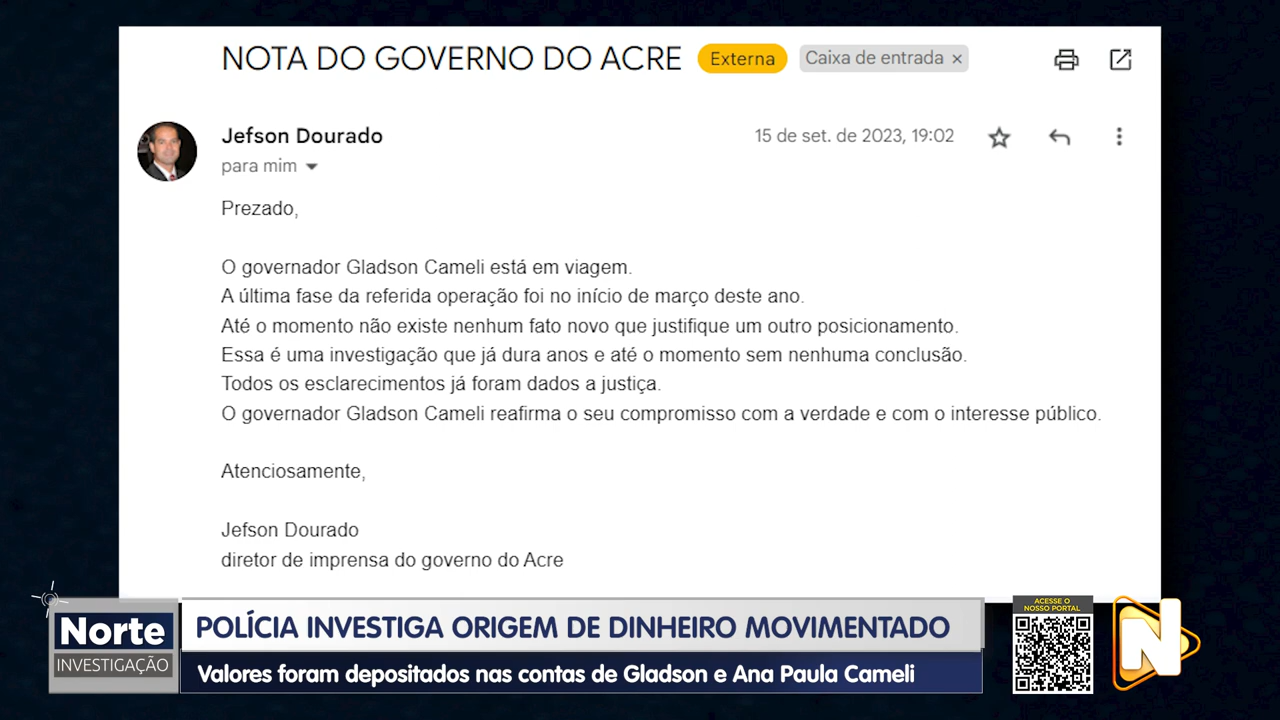 NOTA DO GOVERNO DO ACRE Externa Caixa de entrada ×
Jefson Dourado 15 de set. de 2023, 19:02
para mim
Prezado,
O governador Gladson Cameli está em viagem.
A última fase da referida operação foi no início de março deste ano.
Até o momento não existe nenhum fato novo que justifique um outro posicionamento.
Essa é uma investigação que já dura anos e até o momento sem nenhuma conclusão.
Todos os esclarecimentos já foram dados a justiça.
O governador Gladson Cameli reafirma o seu compromisso com a verdade e com o interesse público.
Atenciosamente,
Jefson Dourado
diretor de imprensa do governo do Acre
Norte
INVESTIGAÇÃO
POLÍCIA INVESTIGA ORIGEM DE DINHEIRO MOVIMENTADO
Valores foram depositados nas contas de Gladson e Ana Paula Cameli
ACESSE O
NOSSO PORTAL
N